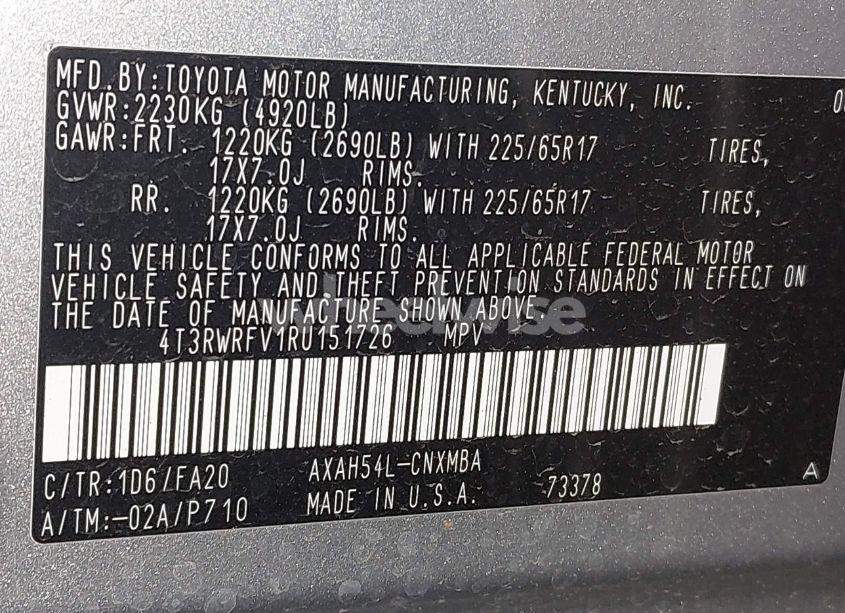 MFD.BY:TOYOTA MOTOR MANUFACTURING, KENTUCKY, INC.
GVWR:2230KG (4920LB)
GAWR:FRT. 1220KG (2690LB) WITH 225/65R17 TIRES,
17X7.0J RIMS.
RR. 1220KG (2690LB) WITH 225/65R17 TIRES,
17X7.0J RIMS.
THIS VEHICLE CONFORMS TO ALL APPLICABLE FEDERAL MOTOR
VEHICLE SAFETY AND THEFT PREVENTION STANDARDS IN EFFECT ON
THE DATE OF MANUFACTURE SHOWN ABOVE.
wheelwise
4T3RWRFV1RU151726 MPV
C/TR:1D6/FA20 AXAH54L-CNXMBA
A/TM:-02A/P710 MADE IN U.S.A. 73378 A